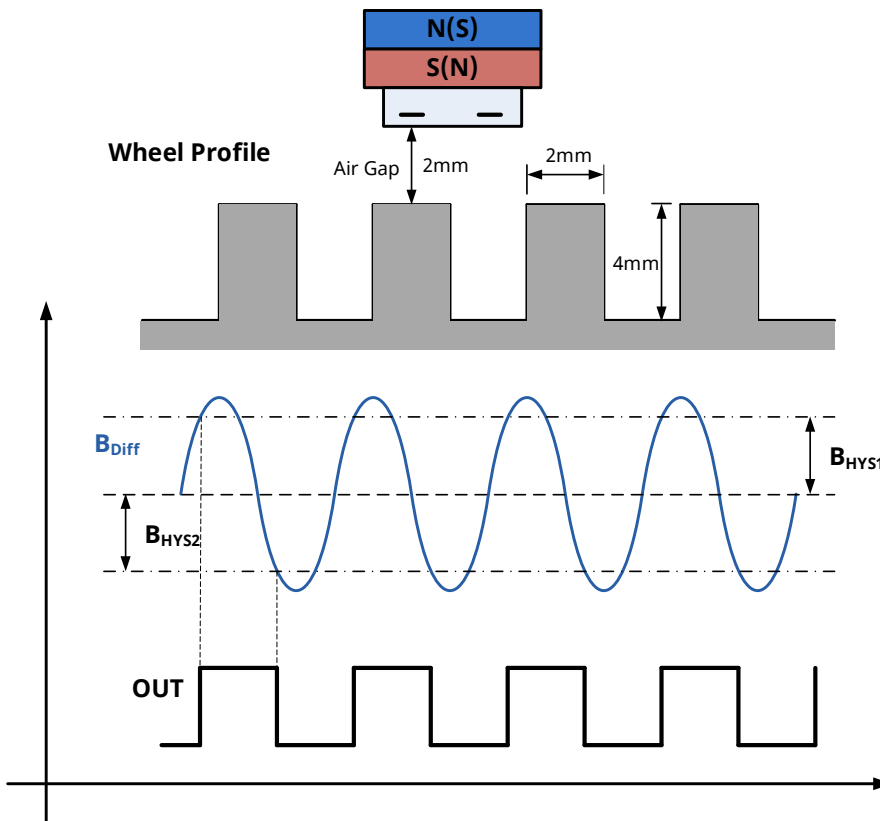 N(S)
S(N)
Wheel Profile
Air Gap
2mm
2mm
4mm
BDiff
BHYS1
BHYS2
OUT